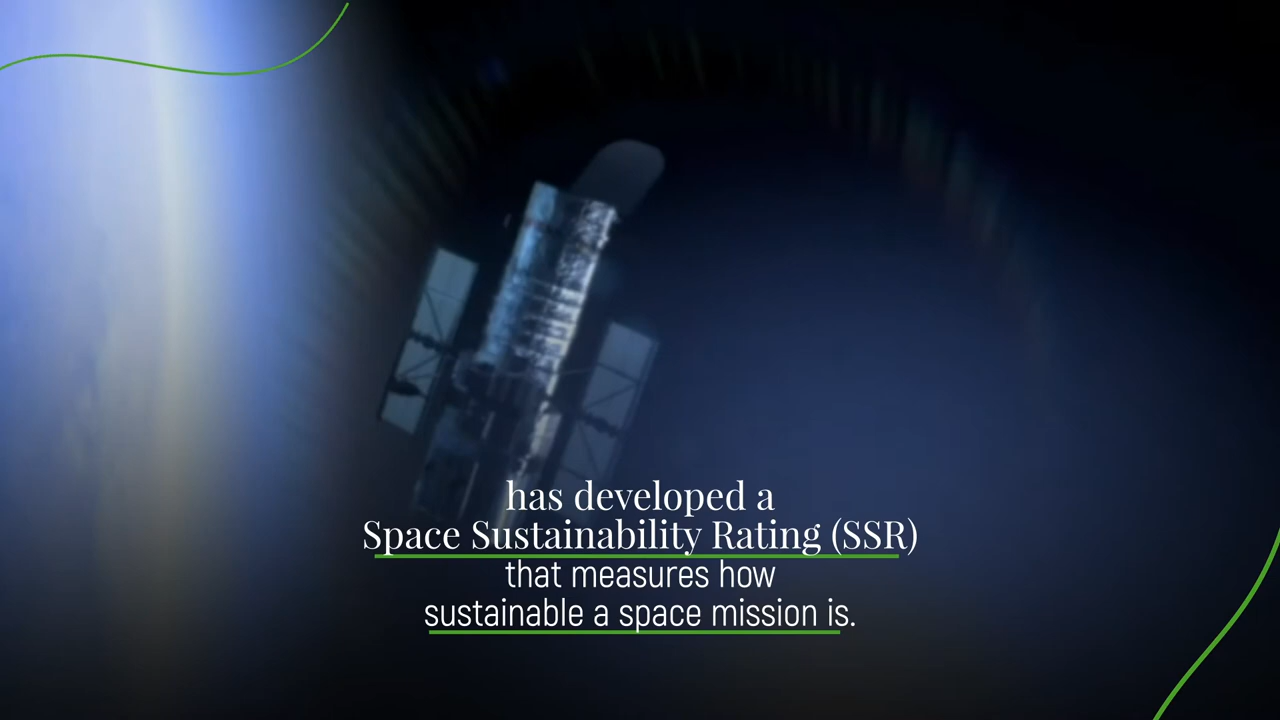 has developed a
Space Sustainability Rating (SSR)
that measures how
sustainable a space mission is.